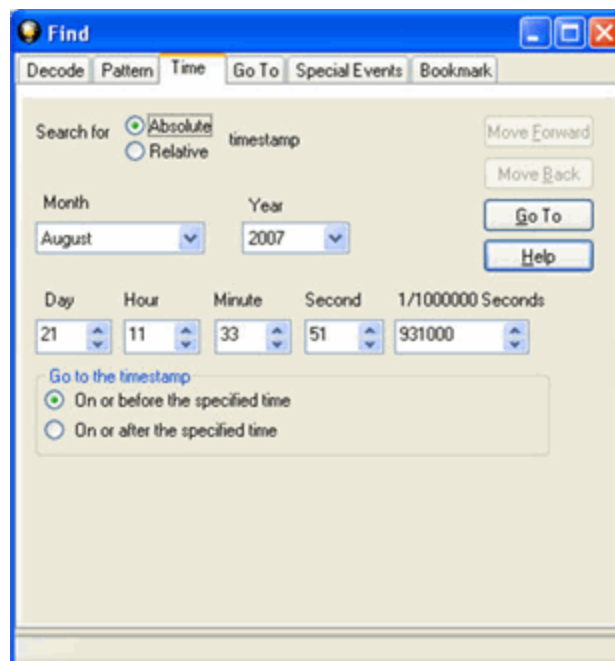 Find
Decode Pattern Time Go To Special Events Bookmark
Search for Absolute timestamp Move Forward
Relative
Move Back
Month Year Go To
August 2007 Help
Day Hour Minute Second 1/1000000 Seconds
21 11 33 51 931000
Go to the timestamp
On or before the specified time
On or after the specified time